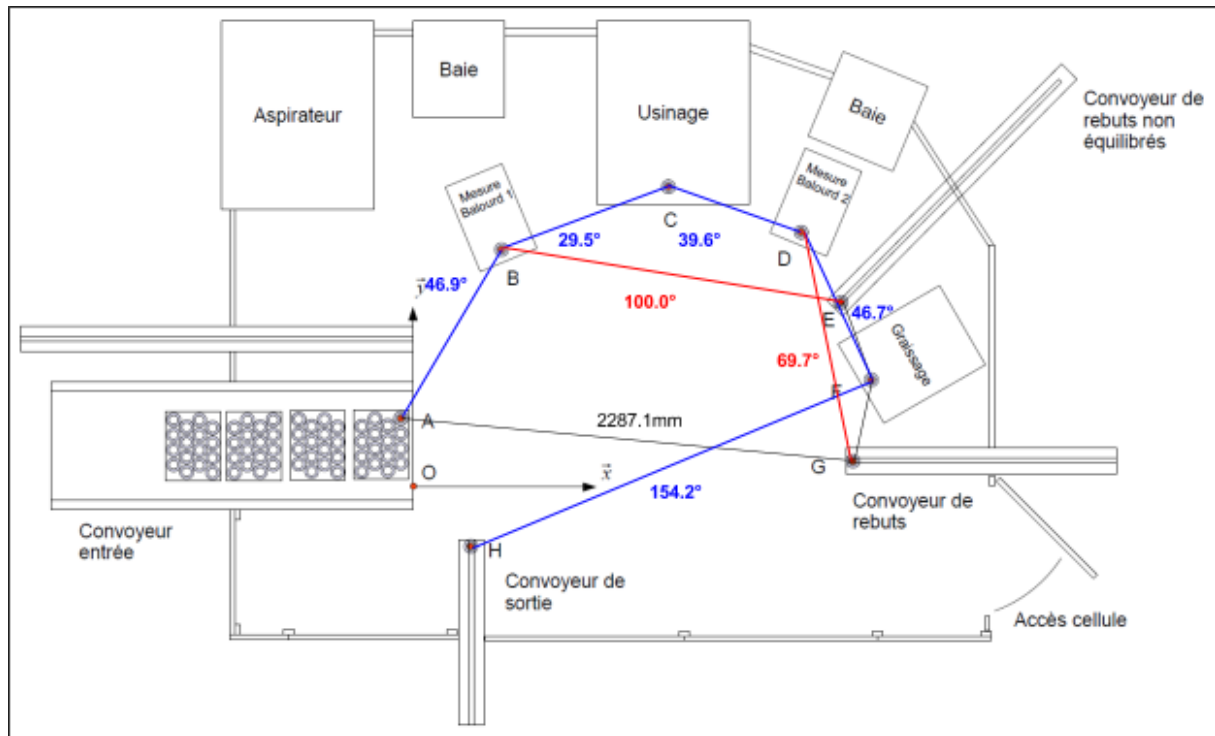 Aspirateur
Baie
Usinage
Baie
Convoyeur de
rebuts non
équilibrés
Mesure
Balourd 1
Mesure
Balourd 2
C
29.5°
39.6°
D
B
46.9°
100.0°
E
46.7°
Graissage
69.7°
F
A
2287.1mm
G
O
x
154.2°
Convoyeur de
rebuts
Convoyeur
entrée
H
Convoyeur de
sortie
Accès cellule